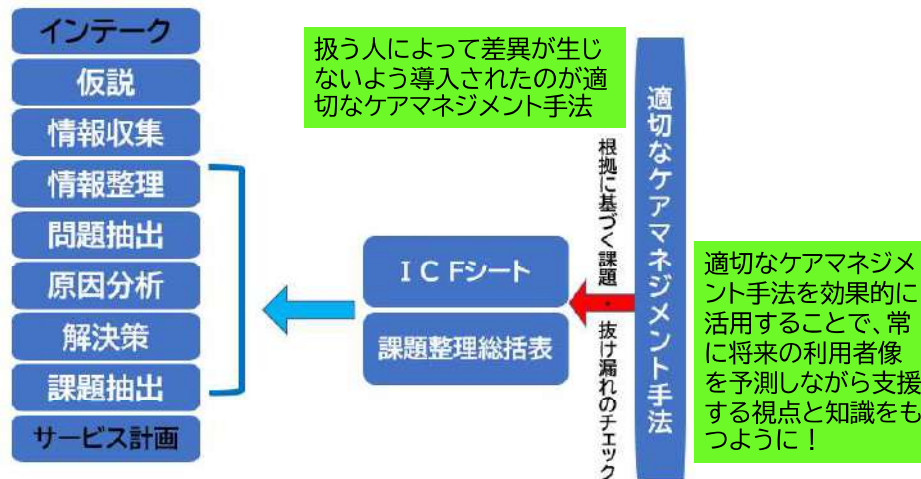 インテーク
仮説
情報収集
情報整理
問題抽出
原因分析
解決策
課題抽出
サービス計画
扱う人によって差異が生じ
ないよう導入されたのが適
切なケアマネジメント手法
ICFシート
課題整理総括表
根拠に基づく課題・抜け漏れのチェック
適切なケアマネジメント手法
適切なケアマネジメ
ント手法を効果的に
活用することで、常
に将来の利用者像
を予測しながら支援
する視点と知識をも
つように！